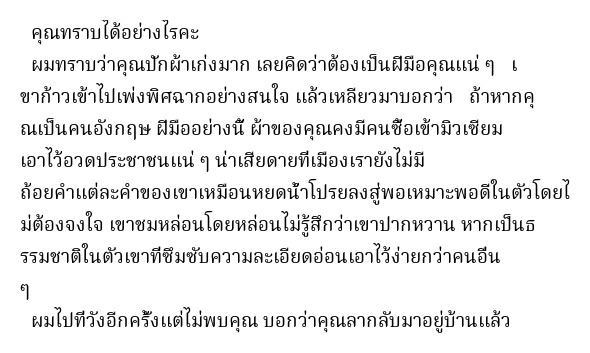 คุณทราบได้อย่างไรคะ
ผมทราบว่าคุณปักผ้าเก่งมาก เลยคิดว่าต้องเป็นฝีมือคุณแน่ ๆ   เ
ขาก้าวเข้าไปเพ่งพิศฉากอย่างสนใจ แล้วเหลียวมาบอกว่า   ถ้าหากคุ
ณเป็นคนอังกฤษ ฝีมืออย่างนี้ ผ้าของคุณคงมีคนซื้อเข้ามิวเซียม
เอาไว้อวดประชาชนแน่ ๆ น่าเสียดายที่เมืองเรายังไม่มี
ถ้อยคำแต่ละคำของเขาเหมือนหยดน้ำโปรยลงสู่พอเหมาะพอดีในตัวโดยไ
ม่ต้องจงใจ เขาชมหล่อนโดยหล่อนไม่รู้สึกว่าเขาปากหวาน หากเป็นธ
รรมชาติในตัวเขาที่ซึมซับความละเอียดอ่อนเอาไว้ง่ายกว่าคนอื่น
ๆ
ผมไปที่วังอีกครั้งแต่ไม่พบคุณ บอกว่าคุณลากลับมาอยู่บ้านแล้ว